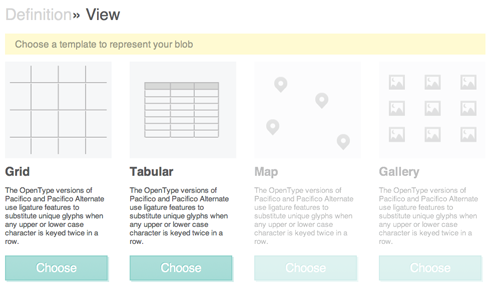 Definition» View
Choose a template to represent your blob
Grid
The OpenType versions of
Pacifico and Pacifico Alternate
use ligature features to
substitute unique glyphs when
any upper or lower case
character is keyed twice in a
row.
Choose
Tabular
The OpenType versions of
Pacifico and Pacifico Alternate
use ligature features to
substitute unique glyphs when
any upper or lower case
character is keyed twice in a
row.
Choose
Map
The OpenType versions of
Pacifico and Pacifico Alternate
use ligature features to
substitute unique glyphs when
any upper or lower case
character is keyed twice in a
row.
Choose
Gallery
The OpenType versions of
Pacifico and Pacifico Alternate
use ligature features to
substitute unique glyphs when
any upper or lower case
character is keyed twice in a
row.
Choose